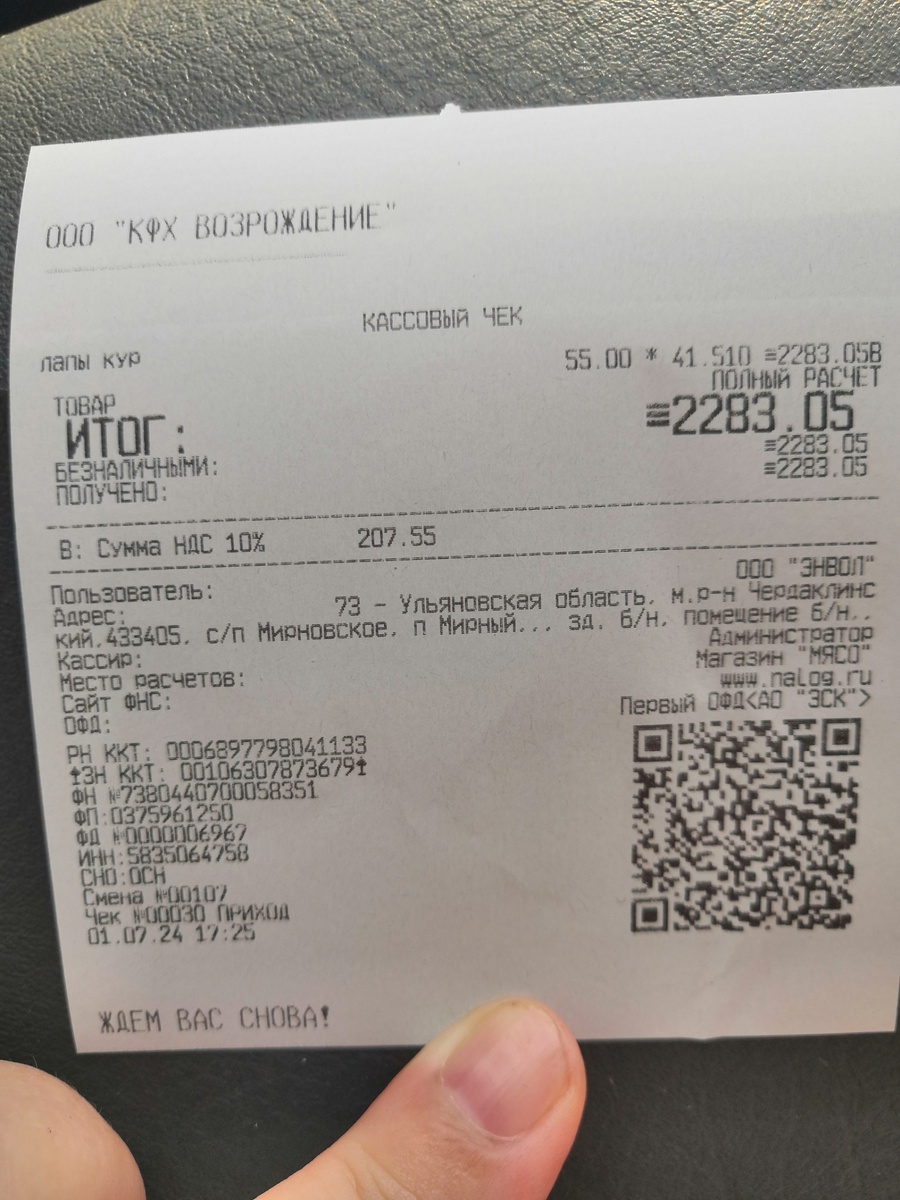 ООО "КФХ ВОЗРОЖДЕНИЕ"
КАССОВЫЙ ЧЕК
лапы кур 55.00 * 41.510 ≡2283.05В
ПОЛНЫЙ РАСЧЕТ
ТОВАР
ИТОГ: ≡2283.05
БЕЗНАЛИЧНЫМИ: ≡2283.05
ПОЛУЧЕНО: ≡2283.05
В: Сумма НДС 10% 207.55
Пользователь: ООО "ЭНВОЛ"
Адрес: 73 - Ульяновская область, м.р-н Чердаклинс
кий,433405, с/п Мирновское, п Мирный,,, зд. б/н, помещение б/н,,
Кассир: Администратор
Место расчетов: Магазин "МЯСО"
Сайт ФНС: www.nalog.ru
ОФД: Первый ОФД<АО "ЭСК">
РН ККТ: 0006897798041133
ЗН ККТ: 00106307873679
ФН №7380440700058351
ФП:0375961250
ФД №0000006967
ИНН:5835064758
СНО:ОСН
Смена №00107
Чек №00030 ПРИХОД
01.07.24 17:25
ЖДЕМ ВАС СНОВА!